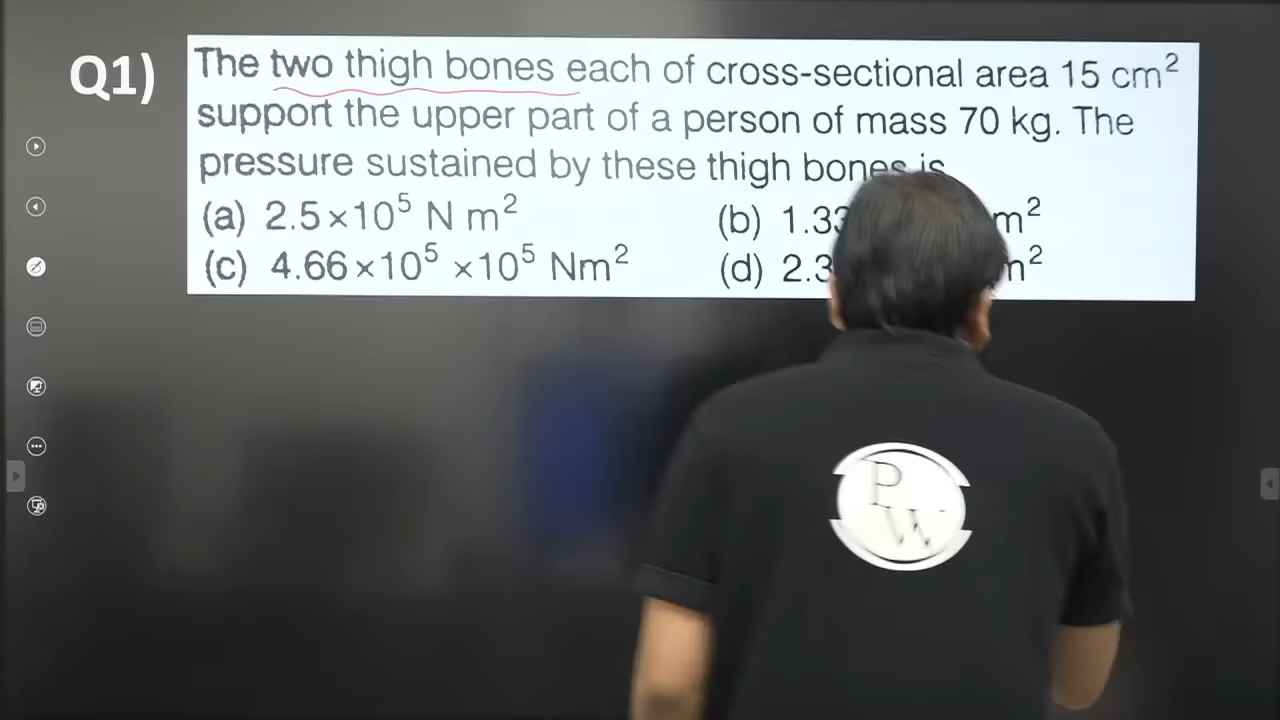 Q1) The two thigh bones each of cross-sectional area 15 cm²
support the upper part of a person of mass 70 kg. The
pressure sustained by these thigh bones is
(a) 2.5×10⁵ N m² (b) 1.33 m²
(c) 4.66×10⁵ ×10⁵ Nm² (d) 2.3
PW